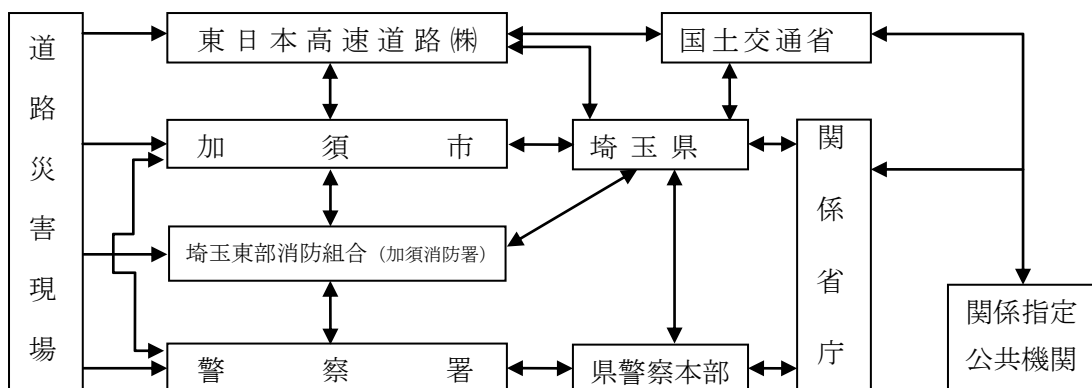 道路災害現場
東日本高速道路㈱
国土交通省
加須市
埼玉県
関係省庁
埼玉東部消防組合（加須消防署）
警察署
県警察本部
関係指定
公共機関